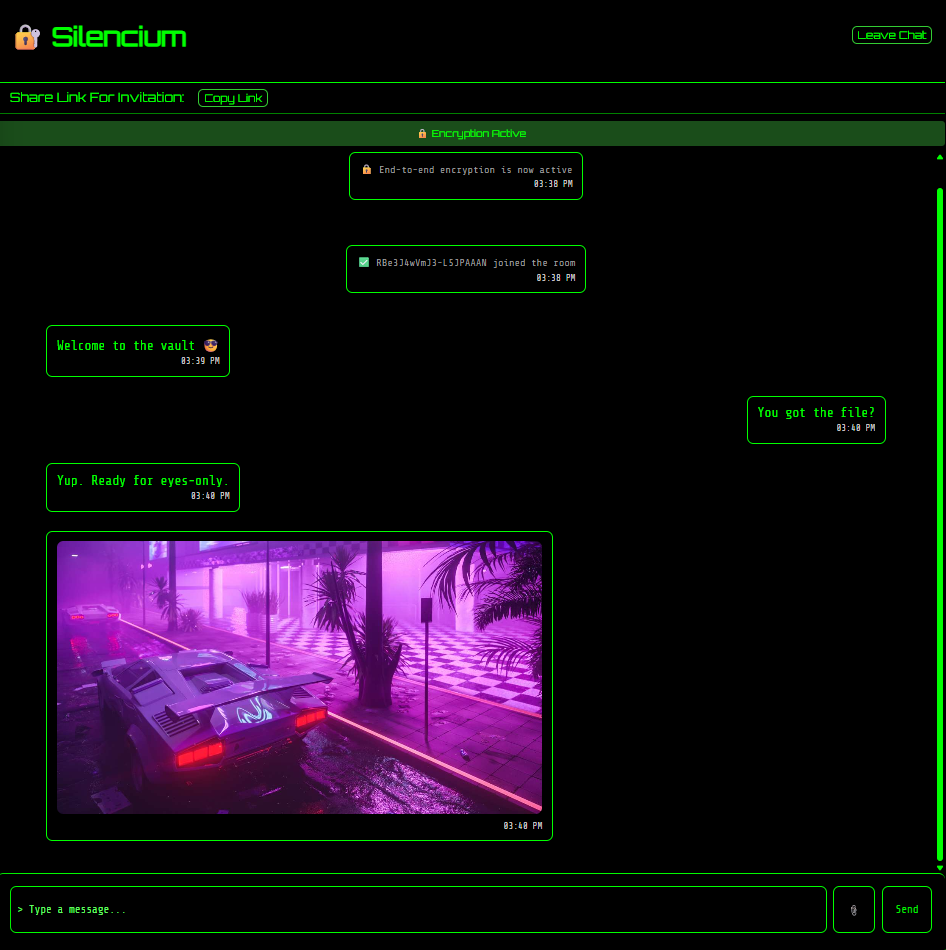 Silencium
Leave Chat
Share Link For Invitation:
Copy Link
Encryption Active
End-to-end encryption is now active
03:38 PM
RBe3J4wVmJ3-LSJPAAAN joined the room
03:38 PM
Welcome to the vault
03:39 PM
You got the file?
03:40 PM
Yup. Ready for eyes-only.
03:40 PM
03:40 PM
> Type a message...
Send